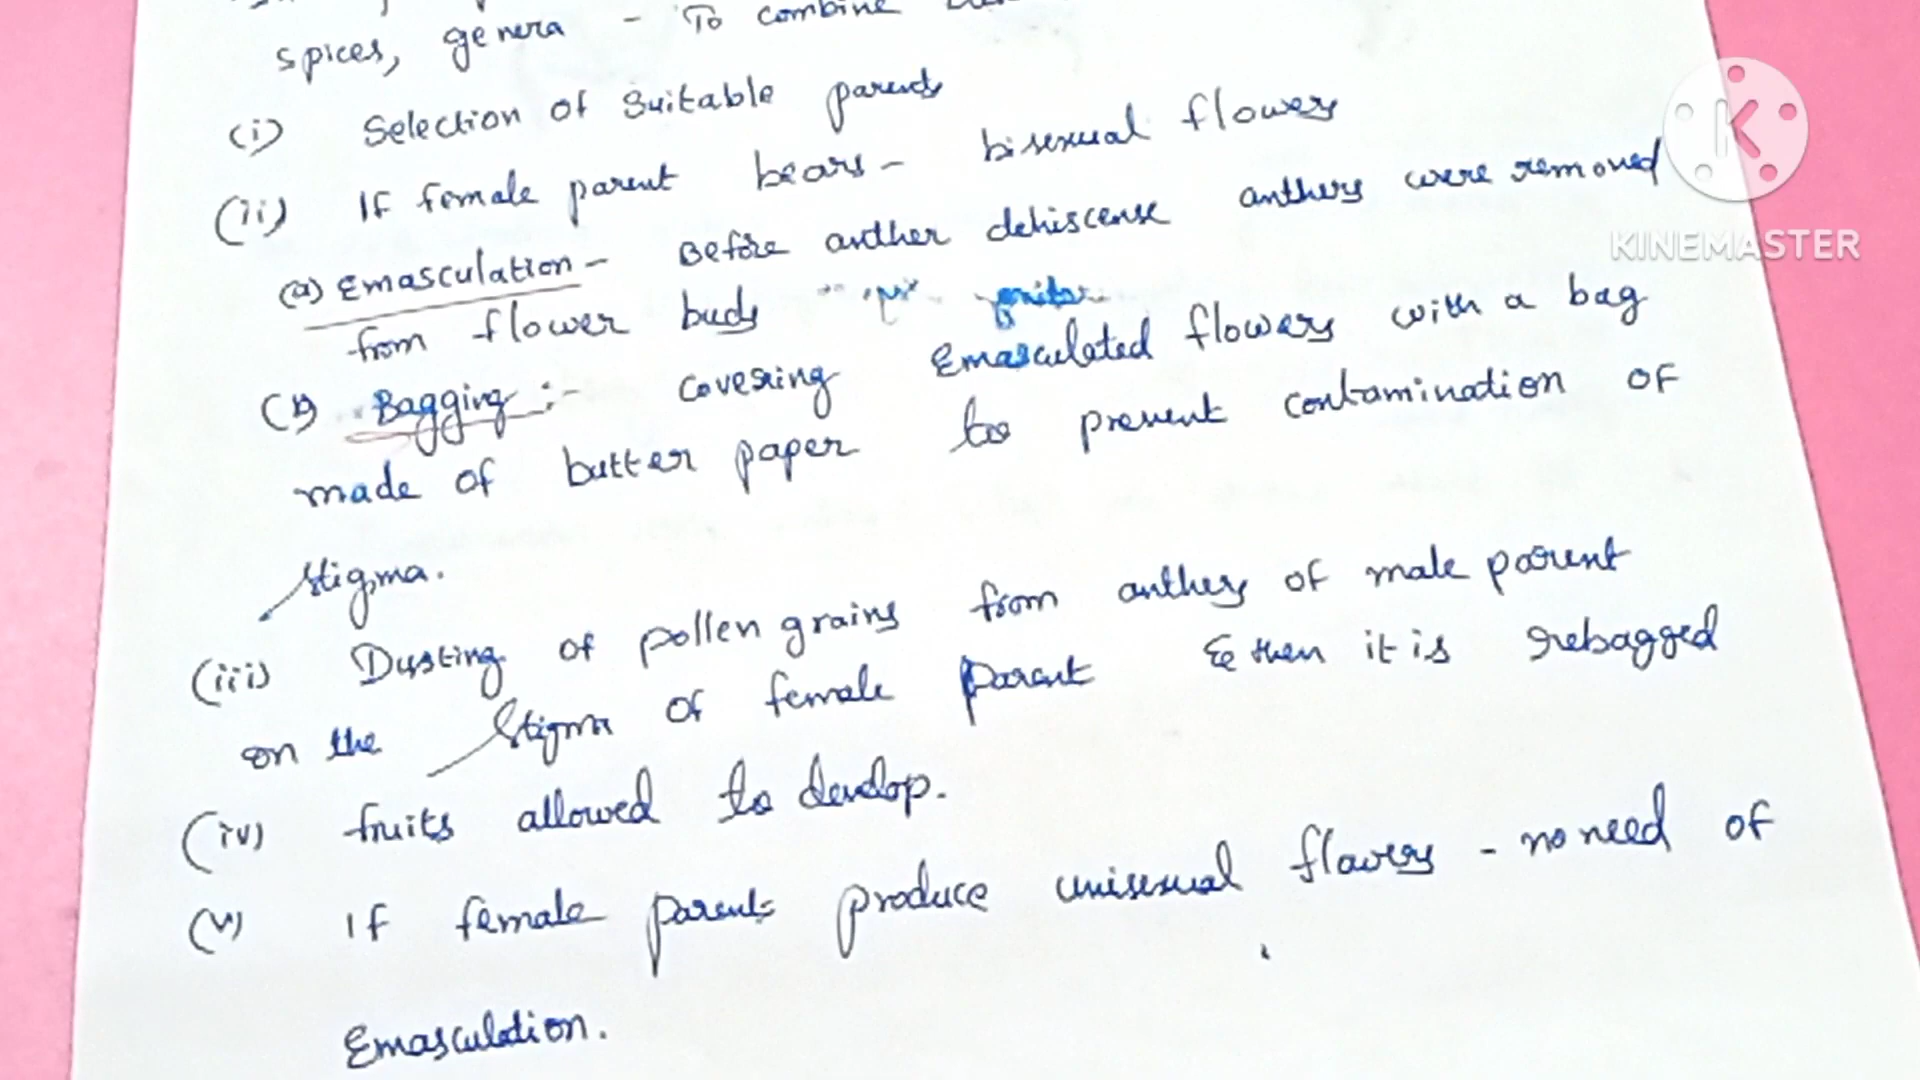 spices, genera - To combine
(i) Selection of Suitable parents
(ii) If female parent bears - bisexual flowers
(a) Emasculation - Before anther dehiscense anthers were removed
from flower buds
(b) Bagging :- covering Emasculated flowers with a bag
made of butter paper to prevent contamination of
stigma.
(iii) Dusting of pollen grains from anthers of male parent
on the stigma of female parent & then it is rebagged
(iv) fruits allowed to develop.
(v) If female parents produce unisexual flowers - no need of
Emasculation.
KINEMASTER